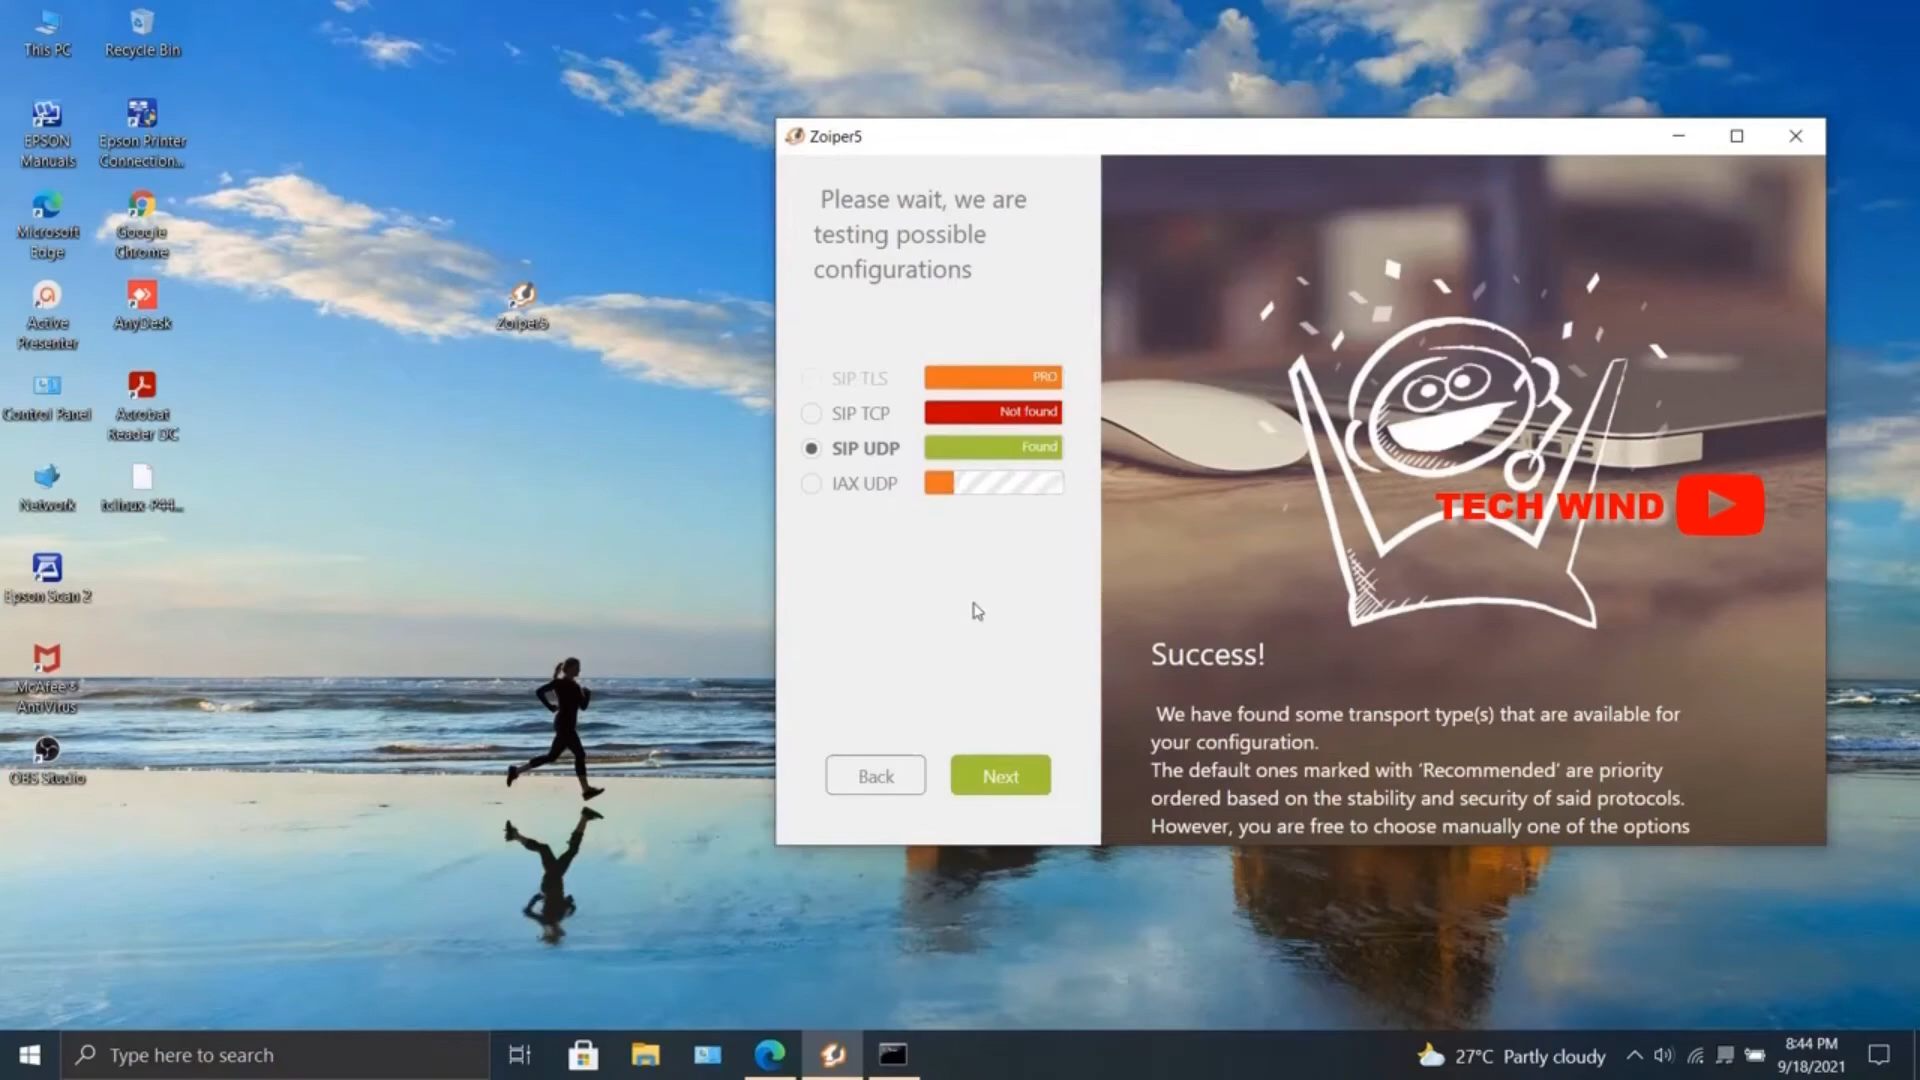 This PC
Recycle Bin
EPSON
Manuals
Epson Printer
Connection...
Microsoft
Edge
Google
Chrome
Active
Presenter
AnyDesk
Zoiper5
Control Panel
Acrobat
Reader DC
Network
tclinux-P44...
Epson Scan 2
McAfee®
AntiVirus
OBS Studio
Zoiper5
Please wait, we are
testing possible
configurations
SIP TLS PRO
SIP TCP Not found
SIP UDP Found
IAX UDP
Back
Next
TECH WIND
Success!
We have found some transport type(s) that are available for
your configuration.
The default ones marked with ‘Recommended’ are priority
ordered based on the stability and security of said protocols.
However, you are free to choose manually one of the options
Type here to search
27°C Partly cloudy
8:44 PM
9/18/2021